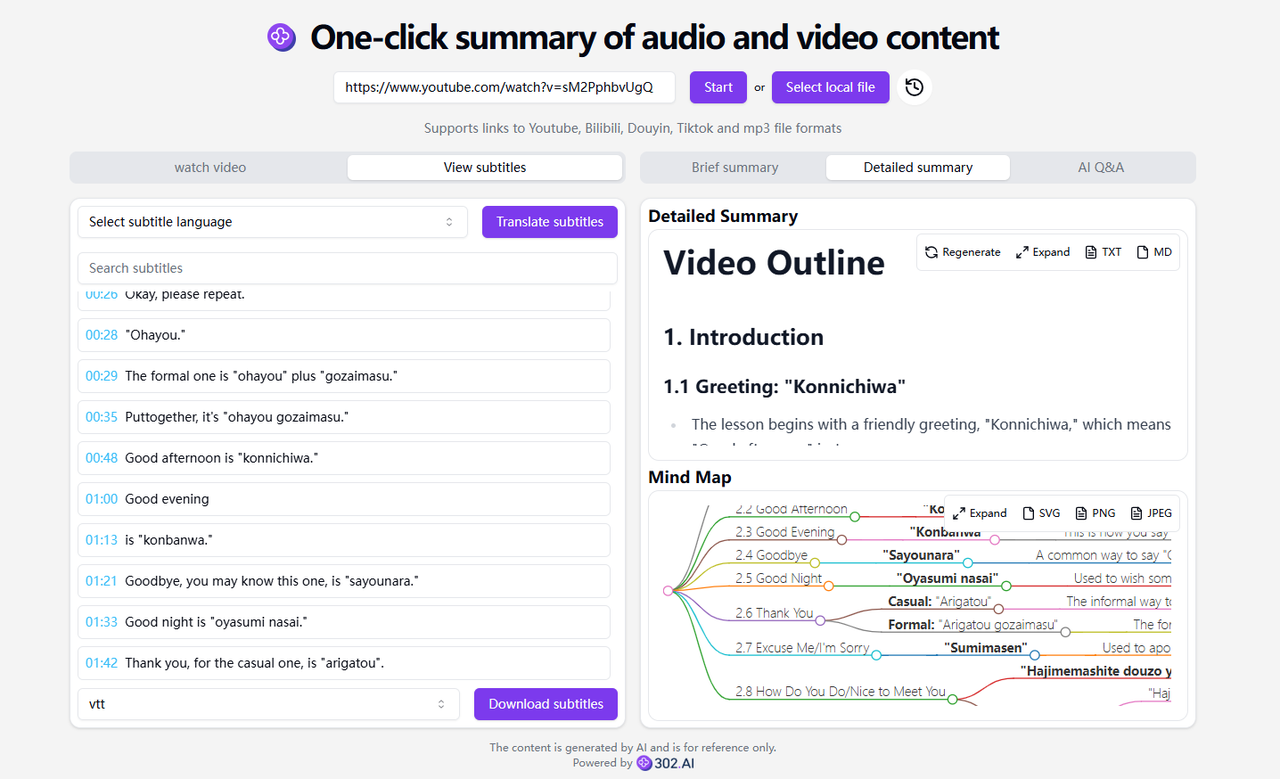 One-click summary of audio and video content
https://www.youtube.com/watch?v=sM2PphbvUgQ
Start
or
Select local file
Supports links to Youtube, Bilibili, Douyin, Tiktok and mp3 file formats
watch video
View subtitles
Brief summary
Detailed summary
AI Q&A
Select subtitle language
Translate subtitles
Search subtitles
00:26 Okay, please repeat.
00:28 "Ohayou."
00:29 The formal one is "ohayou" plus "gozaimasu."
00:35 Puttogether, it's "ohayou gozaimasu."
00:48 Good afternoon is "konnichiwa."
01:00 Good evening
01:13 is "konbanwa."
01:21 Goodbye, you may know this one, is "sayounara."
01:33 Good night is "oyasumi nasai."
01:42 Thank you, for the casual one, is "arigatou".
vtt
Download subtitles
Detailed Summary
Video Outline
Regenerate
Expand
TXT
MD
1. Introduction
1.1 Greeting: "Konnichiwa"
The lesson begins with a friendly greeting, "Konnichiwa," which means
Mind Map
Expand
SVG
PNG
JPEG
2.2 Good Afternoon "Ko
2.3 Good Evening "Konbanwa" This is how you say
2.4 Goodbye "Sayounara" A common way to say "G
2.5 Good Night "Oyasumi nasai" Used to wish som
2.6 Thank You
Casual: "Arigatou" The informal way to
Formal: "Arigatou gozaimasu" The for
2.7 Excuse Me/I'm Sorry "Sumimasen" Used to apo
2.8 How Do You Do/Nice to Meet You
"Hajimemashite douzo y
"Haj
The content is generated by AI and is for reference only.
Powered by 302.AI